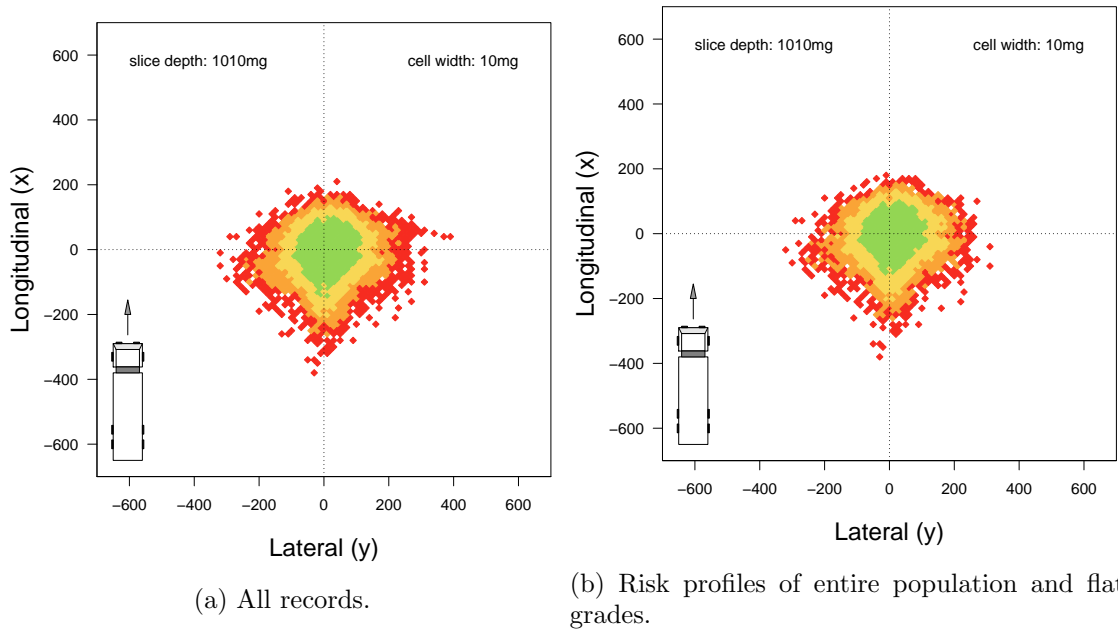 slice depth: 1010mg
cell width: 10mg
600
400
200
0
−200
−400
−600
Longitudinal (x)
−600 −400 −200 0 200 400 600
Lateral (y)
(a) All records.
slice depth: 1010mg
cell width: 10mg
600
400
200
0
−200
−400
−600
Longitudinal (x)
−600 −400 −200 0 200 400 600
Lateral (y)
(b) Risk profiles of entire population and flat
grades.